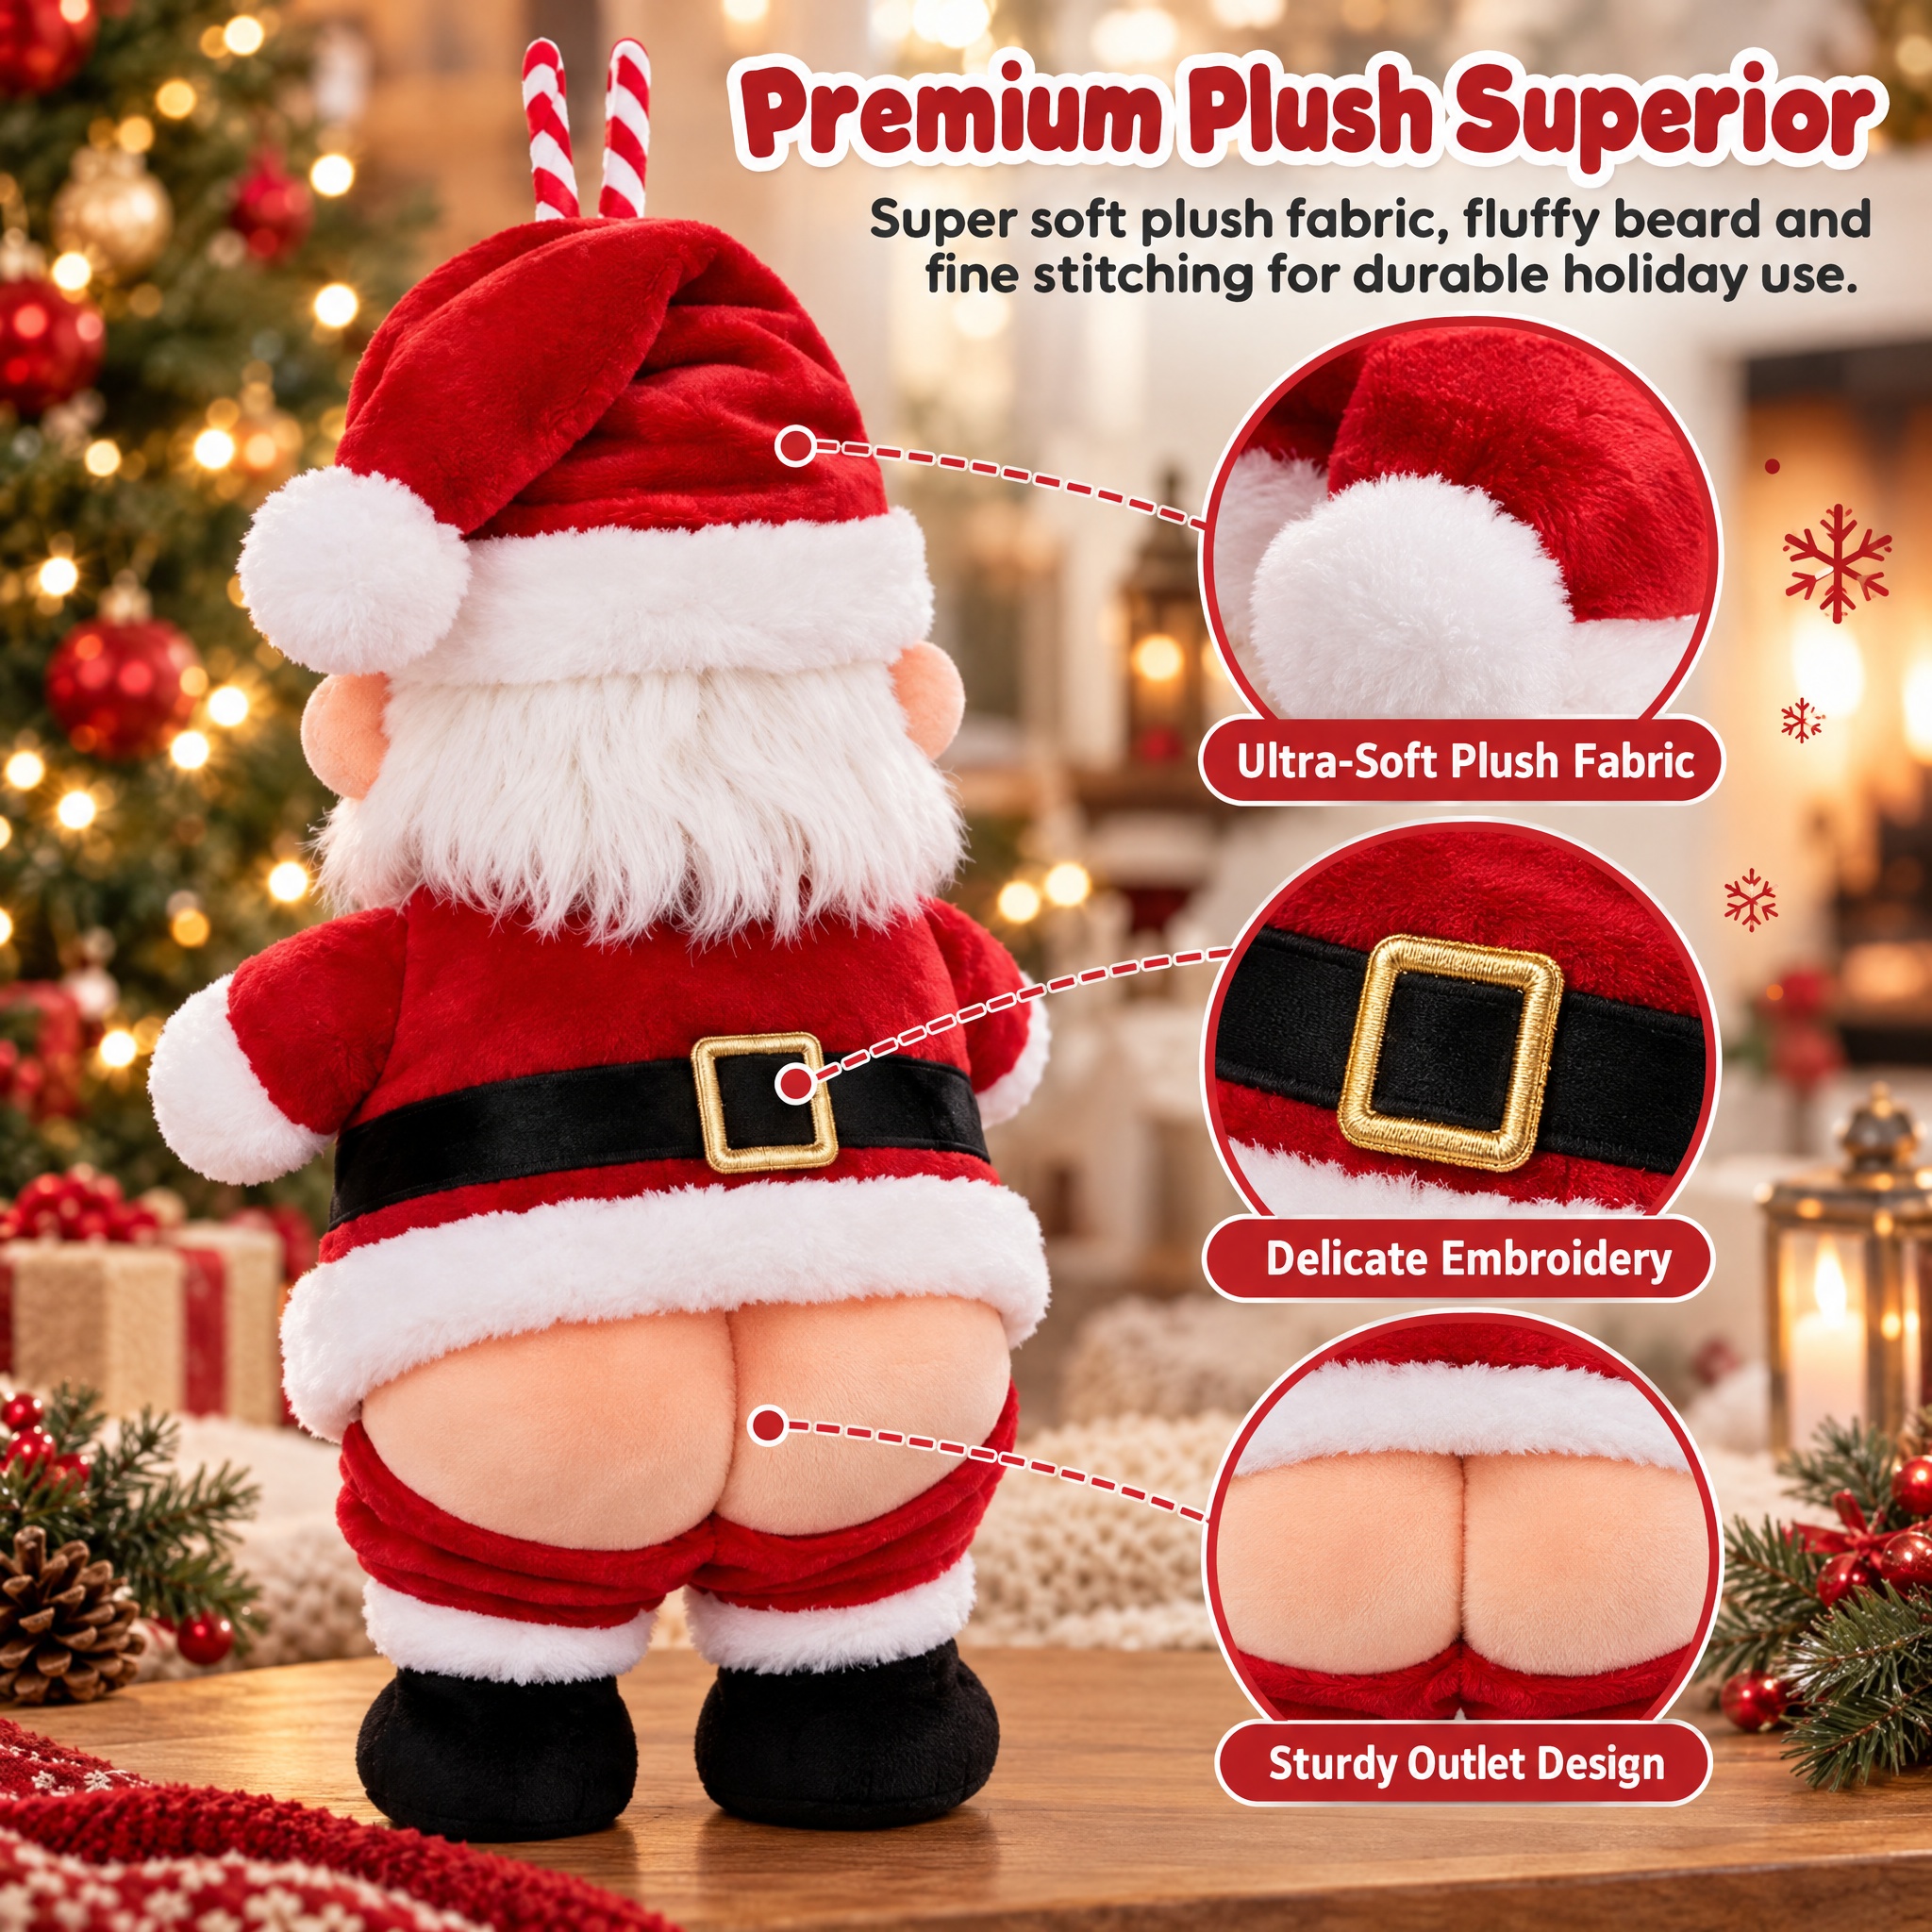 Premium Plush Superior
Super soft plush fabric, fluffy beard and
fine stitching for durable holiday use.
Ultra-Soft Plush Fabric
Delicate Embroidery
Sturdy Outlet Design